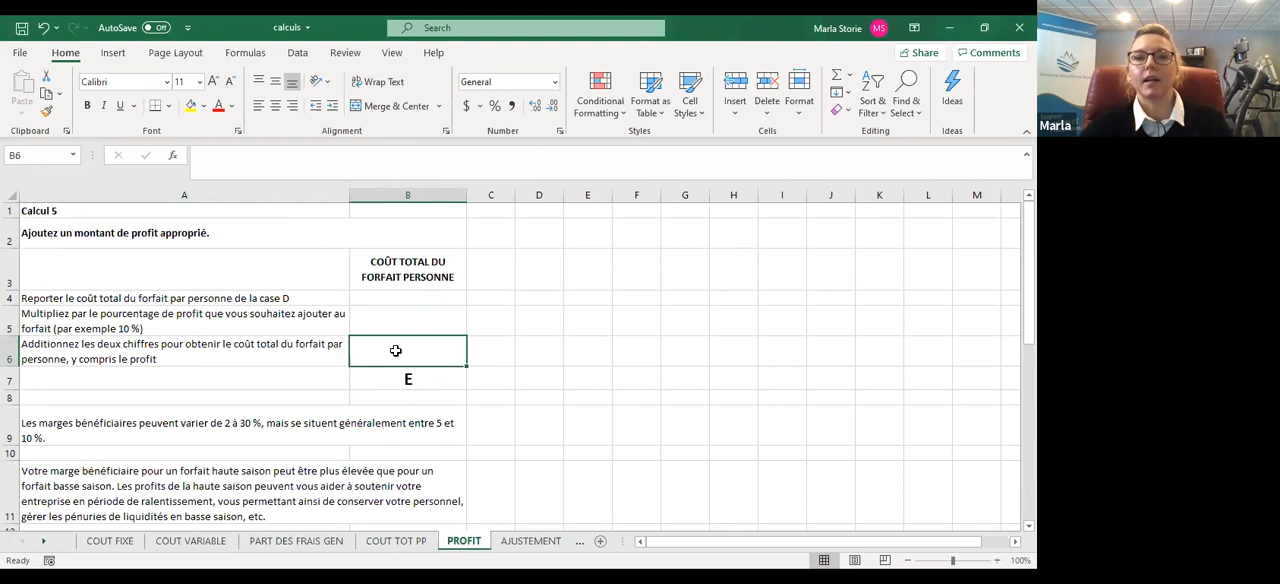 AutoSave Off
calculs
Search
Marla Storie
MS
File Home Insert Page Layout Formulas Data Review View Help
Share Comments
Paste
Calibri 11
Wrap Text
General
Merge & Center
Conditional Formatting
Format as Table
Cell Styles
Insert Delete Format
Sort & Filter
Find & Select
Ideas
Clipboard Font Alignment Number Styles Cells Editing Ideas
Marla
B6
fx
A B C D E F G H I J K L M
1 Calcul 5
2 Ajoutez un montant de profit approprié.
COÛT TOTAL DU
3 FORFAIT PERSONNE
4 Reporter le coût total du forfait par personne de la case D
Multipliez par le pourcentage de profit que vous souhaitez ajouter au
5 forfait (par exemple 10 %)
Additionnez les deux chiffres pour obtenir le coût total du forfait par
6 personne, y compris le profit
7 E
8
Les marges bénéficiaires peuvent varier de 2 à 30 %, mais se situent généralement entre 5 et
9 10 %.
10
Votre marge bénéficiaire pour un forfait haute saison peut être plus élevée que pour un
forfait basse saison. Les profits de la haute saison peuvent vous aider à soutenir votre
entreprise en période de ralentissement, vous permettant ainsi de conserver votre personnel,
11 gérer les pénuries de liquidités en basse saison, etc.
COUT FIXE COUT VARIABLE PART DES FRAIS GEN COUT TOT PP PROFIT AJUSTEMENT ...
Ready
100%